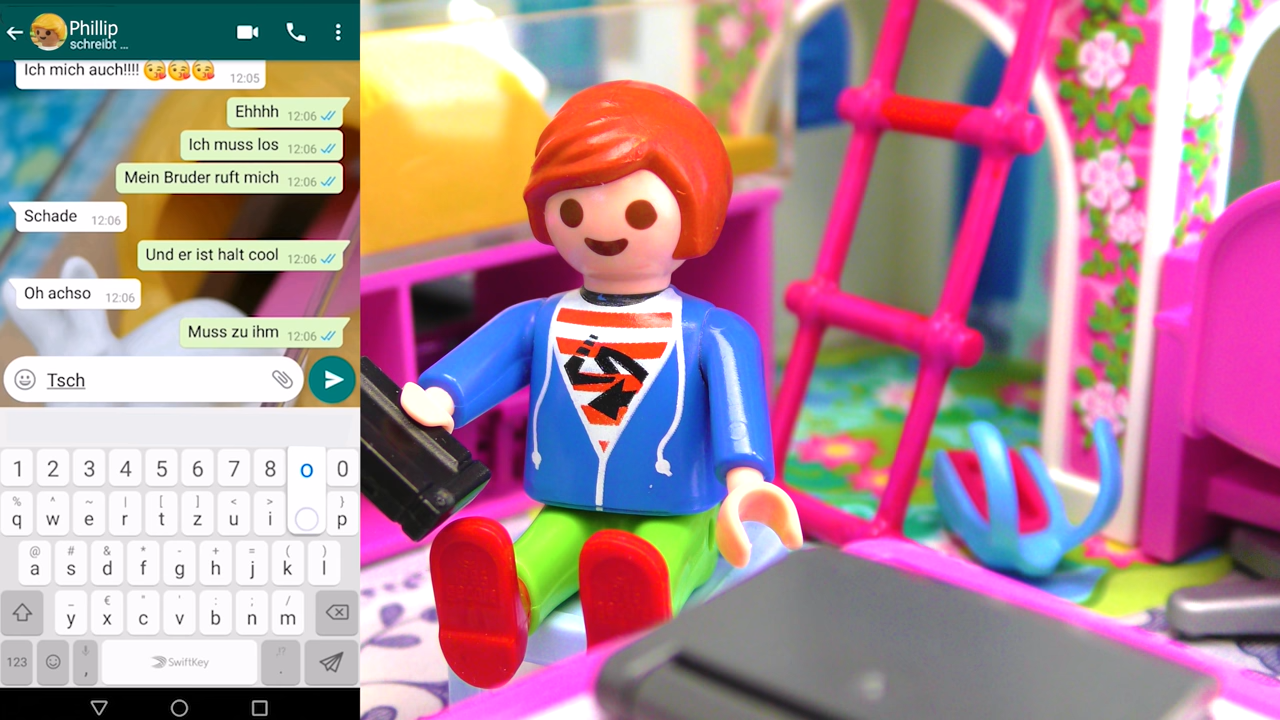 Phillip
schreibt ...
Ich mich auch!!!! 😘😘😘 12:05
Ehhhh 12:06
Ich muss los 12:06
Mein Bruder ruft mich 12:06
Schade 12:06
Und er ist halt cool 12:06
Oh achso 12:06
Muss zu ihm 12:06
Tsch
1 2 3 4 5 6 7 8 o 0
% ^ ~ | [ ] < > }
q w e r t z u i p
@ # & * - + = ( )
a s d f g h j k l
_ € " ' : ; /
y x c v b n m
123 , SwiftKey .